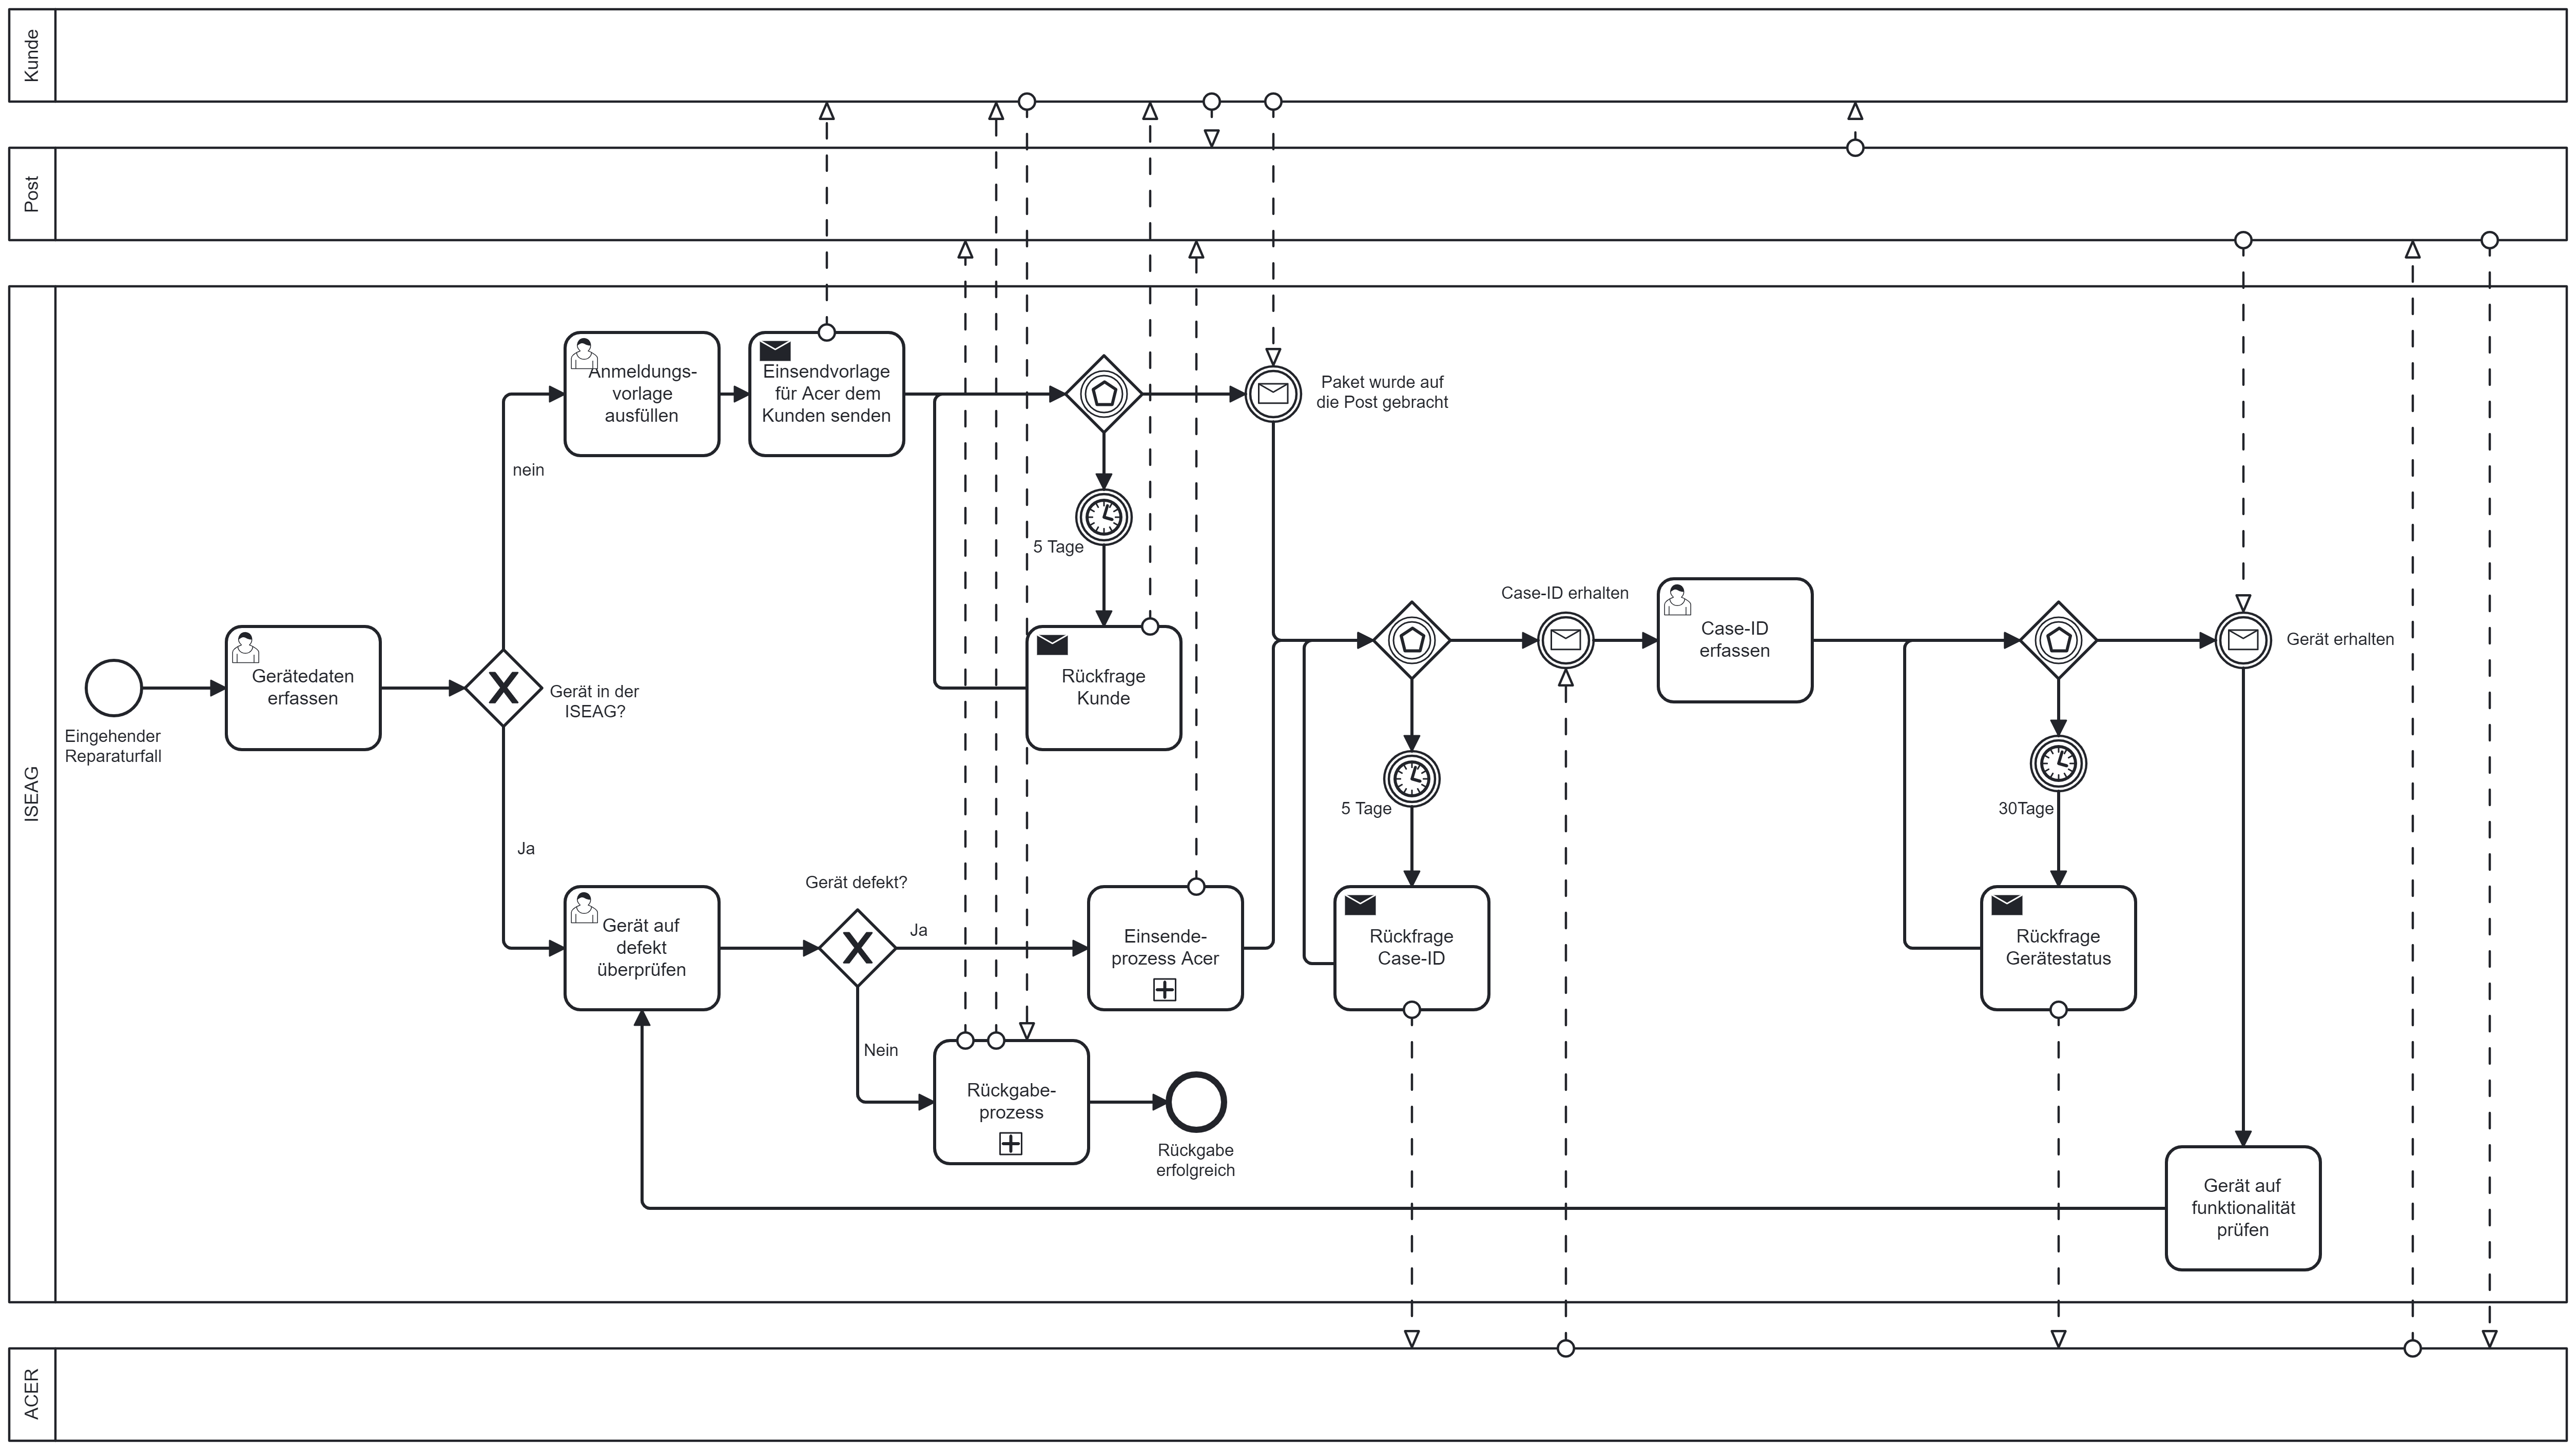 Kunde
Post
ISEAG
ACER
Eingehender
Reparaturfall
Gerätedaten
erfassen
Gerät in der
ISEAG?
nein
Ja
Anmeldungs-
vorlage
ausfüllen
Einsendvorlage
für Acer dem
Kunden senden
5 Tage
Rückfrage
Kunde
Paket wurde auf
die Post gebracht
Gerät auf
defekt
überprüfen
Gerät defekt?
Ja
Nein
Einsende-
prozess Acer
Rückgabe-
prozess
Rückgabe
erfolgreich
5 Tage
Rückfrage
Case-ID
Case-ID erhalten
Case-ID
erfassen
30Tage
Rückfrage
Gerätestatus
Gerät erhalten
Gerät auf
funktionalität
prüfen